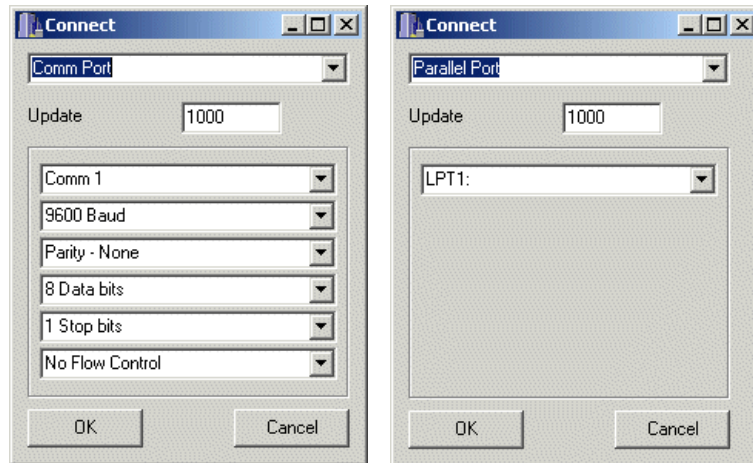 Connect
Comm Port
Update 1000
Comm 1
9600 Baud
Parity - None
8 Data bits
1 Stop bits
No Flow Control
OK Cancel
Connect
Parallel Port
Update 1000
LPT1:
OK Cancel